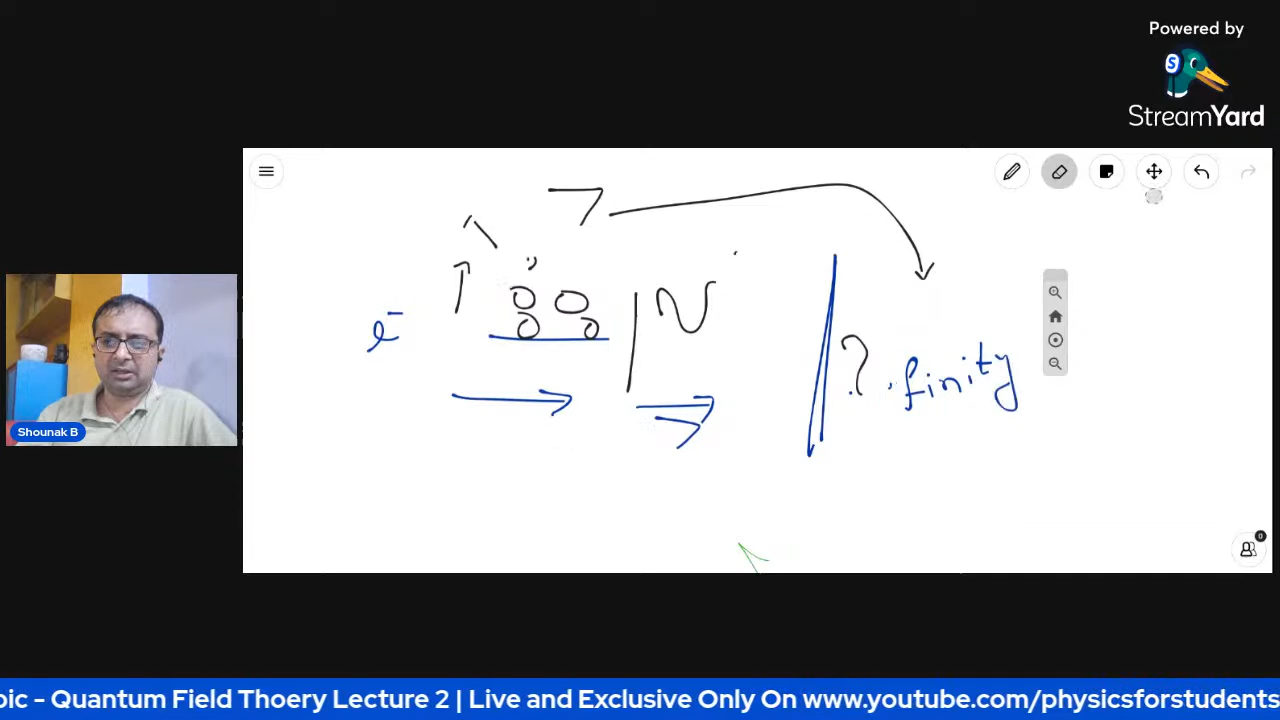 Powered by
StreamYard
e-
?
finity
Shounak B
pic - Quantum Field Thoery Lecture 2 | Live and Exclusive Only On www.youtube.com/physicsforstudents